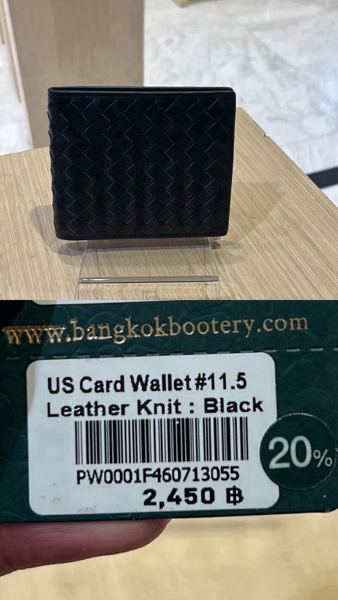 www.bangkokbootery.com
US Card Wallet #11.5
Leather Knit : Black
20%
PW0001F460713055
2,450 ฿